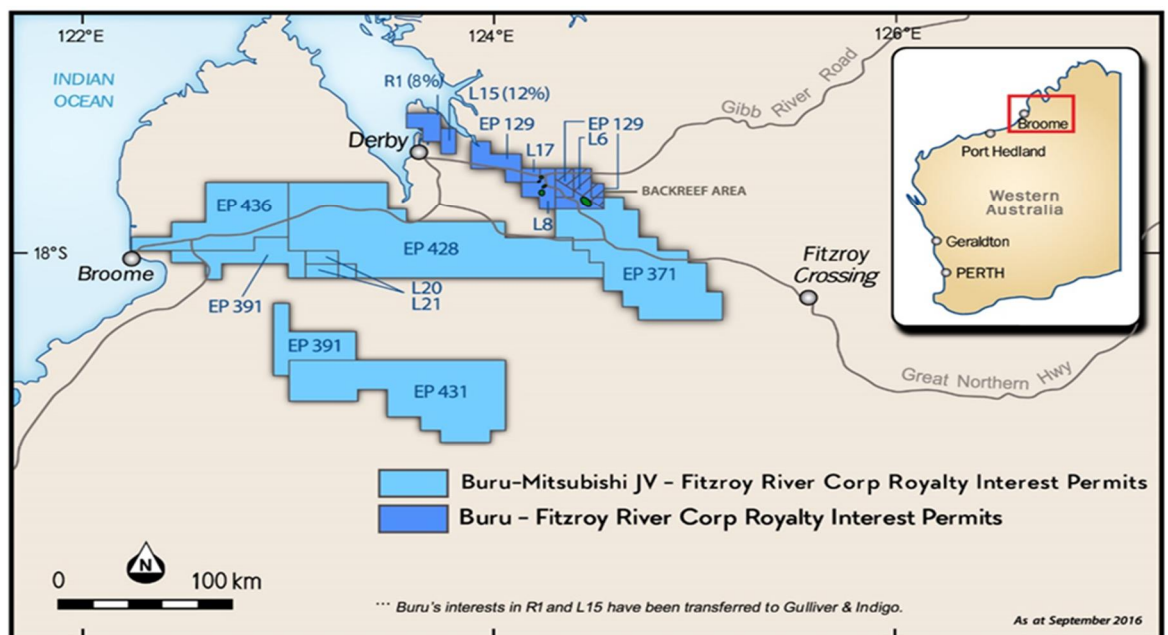 122°E
124°E
126°E
INDIAN
OCEAN
R1 (8%)
L15 (12%)
Gibb River Road
EP 129
EP 129
L6
Derby
L17
BACKREEF AREA
EP 436
L8
EP 428
18°S
Broome
EP 371
Fitzroy
Crossing
EP 391
L20
L21
EP 391
EP 431
Great Northern Hwy
Broome
Port Hedland
Western
Australia
Geraldton
PERTH
Buru-Mitsubishi JV - Fitzroy River Corp Royalty Interest Permits
Buru - Fitzroy River Corp Royalty Interest Permits
N
0 100 km
... Buru's interests in R1 and L15 have been transferred to Gulliver & Indigo.
As at September 2016